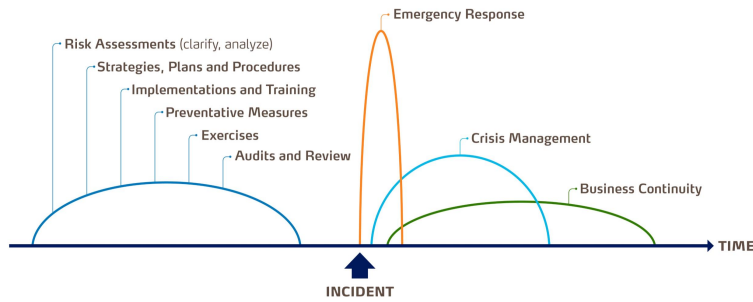 Emergency Response
Risk Assessments (clarify, analyze)
Strategies, Plans and Procedures
Implementations and Training
Preventative Measures
Exercises
Audits and Review
Crisis Management
Business Continuity
TIME
INCIDENT